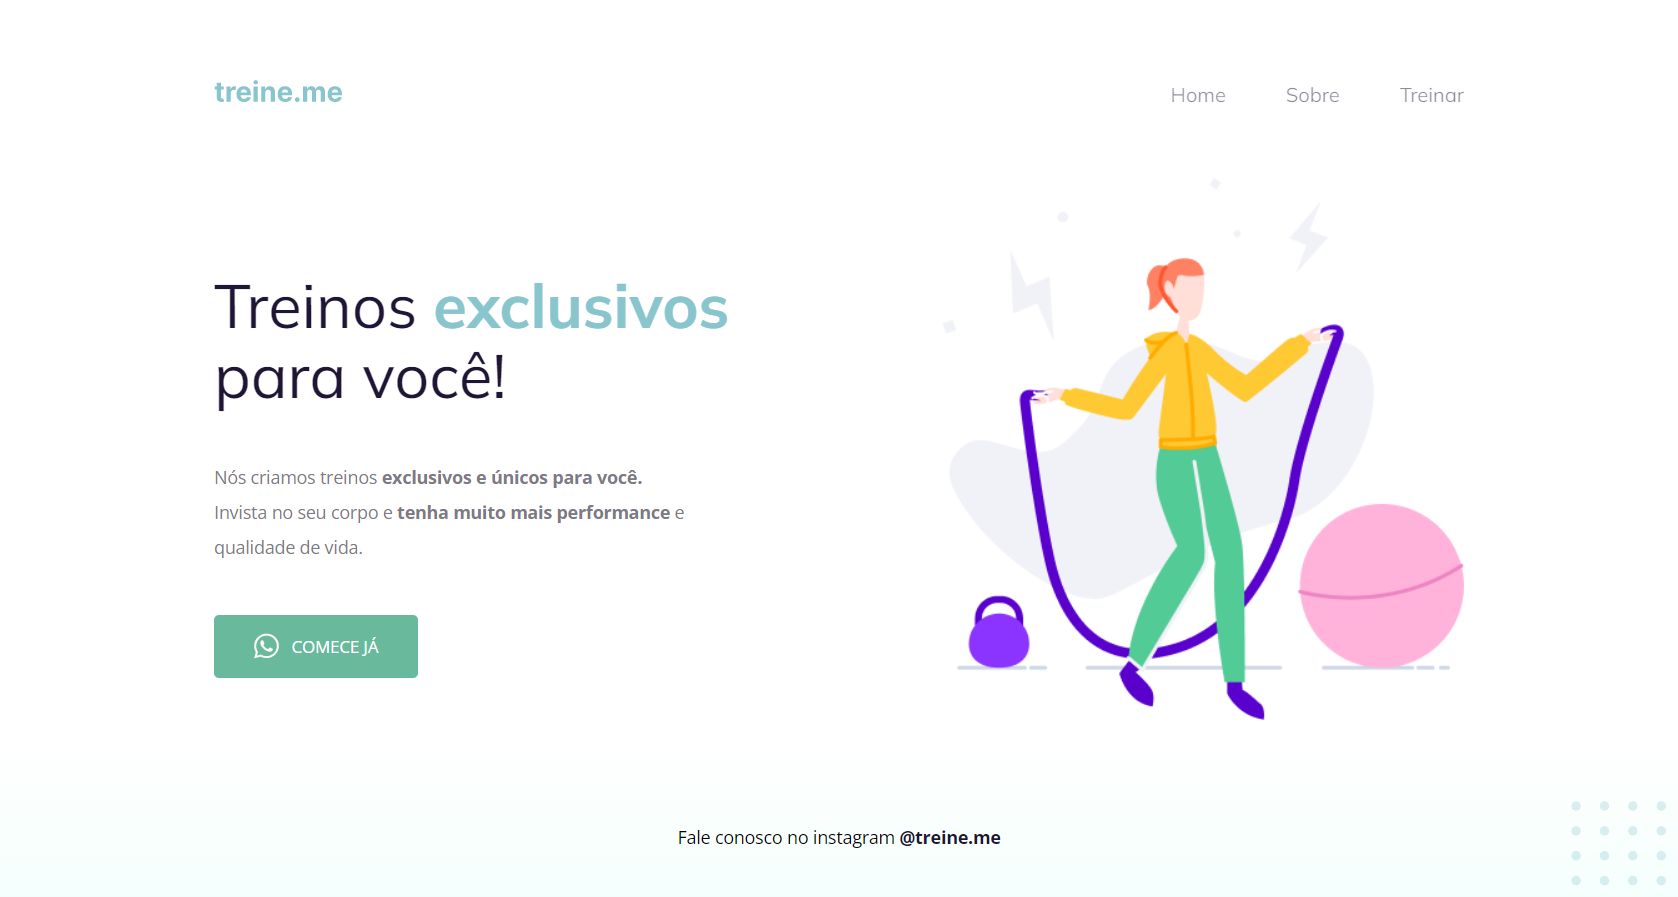 treine.me
Home Sobre Treinar
Treinos exclusivos
para você!
Nós criamos treinos exclusivos e únicos para você.
Invista no seu corpo e tenha muito mais performance e
qualidade de vida.
COMECE JÁ
Fale conosco no instagram @treine.me